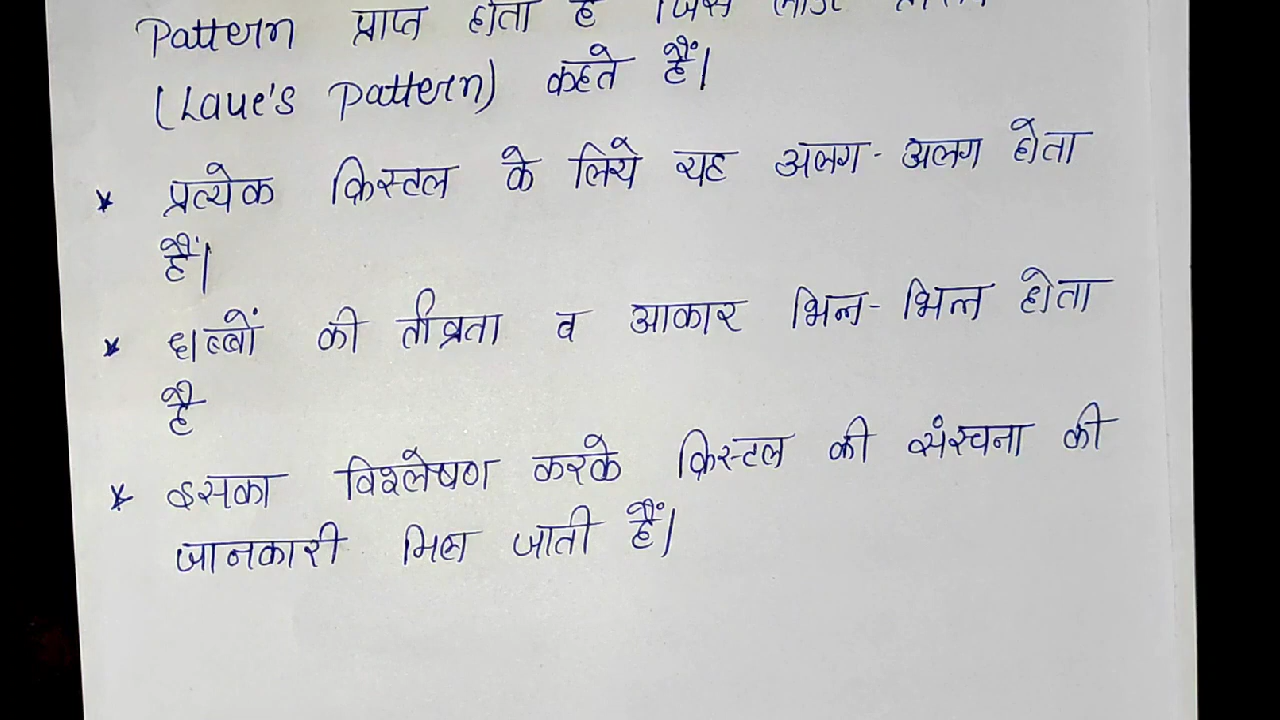 Pattern प्राप्त होता है जिसे
(Laue's Pattern) कहते हैं।
* प्रत्येक क्रिस्टल के लिये यह अलग-अलग होता
हैं।
* धब्बों की तीव्रता व आकार भिन्न-भिन्न होता
है
* इसका विश्लेषण करके क्रिस्टल की संरचना की
जानकारी मिल जाती हैं।